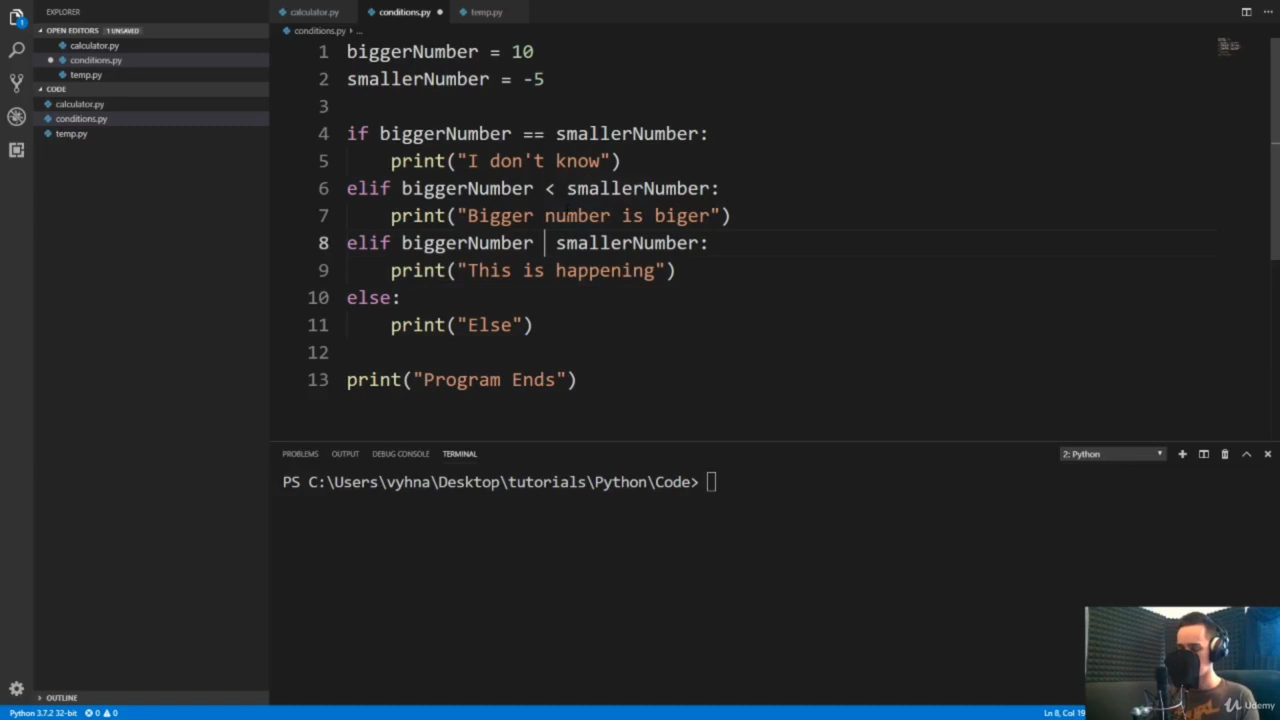 EXPLORER
OPEN EDITORS 1 UNSAVED
calculator.py
conditions.py
temp.py
CODE
calculator.py
conditions.py
temp.py
OUTLINE
calculator.py conditions.py temp.py
conditions.py › ...
1 biggerNumber = 10
2 smallerNumber = -5
3
4 if biggerNumber == smallerNumber:
5 print("I don't know")
6 elif biggerNumber < smallerNumber:
7 print("Bigger number is biger")
8 elif biggerNumber smallerNumber:
9 print("This is happening")
10 else:
11 print("Else")
12
13 print("Program Ends")
PROBLEMS OUTPUT DEBUG CONSOLE TERMINAL 2: Python
PS C:\Users\vyhna\Desktop\tutorials\Python\Code>
Python 3.7.2 32-bit 0 0 Ln 8, Col 19
Udemy